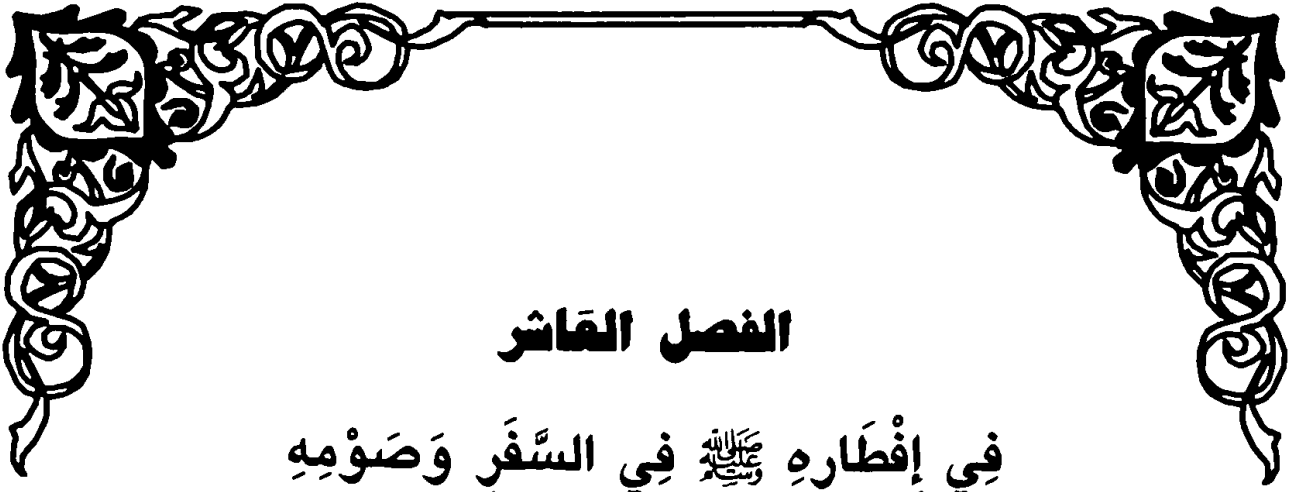 الفصل العَاشر
فِي إِفْطَارِهِ ﷺ فِي السَّفَرِ وَصَوْمِهِ